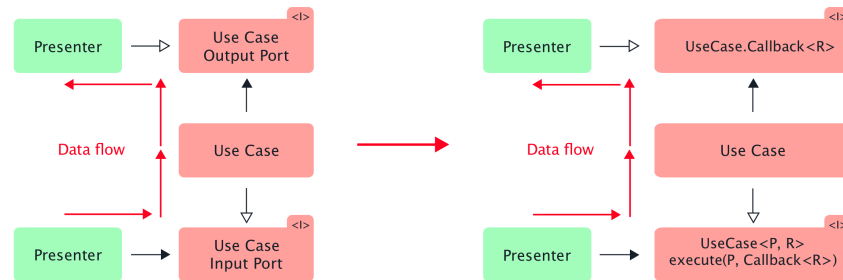 <I>
Presenter
Use Case
Output Port
Data flow
Use Case
<I>
Presenter
Use Case
Input Port
<I>
Presenter
UseCase.Callback<R>
Data flow
Use Case
<I>
Presenter
UseCase<P, R>
execute(P, Callback<R>)